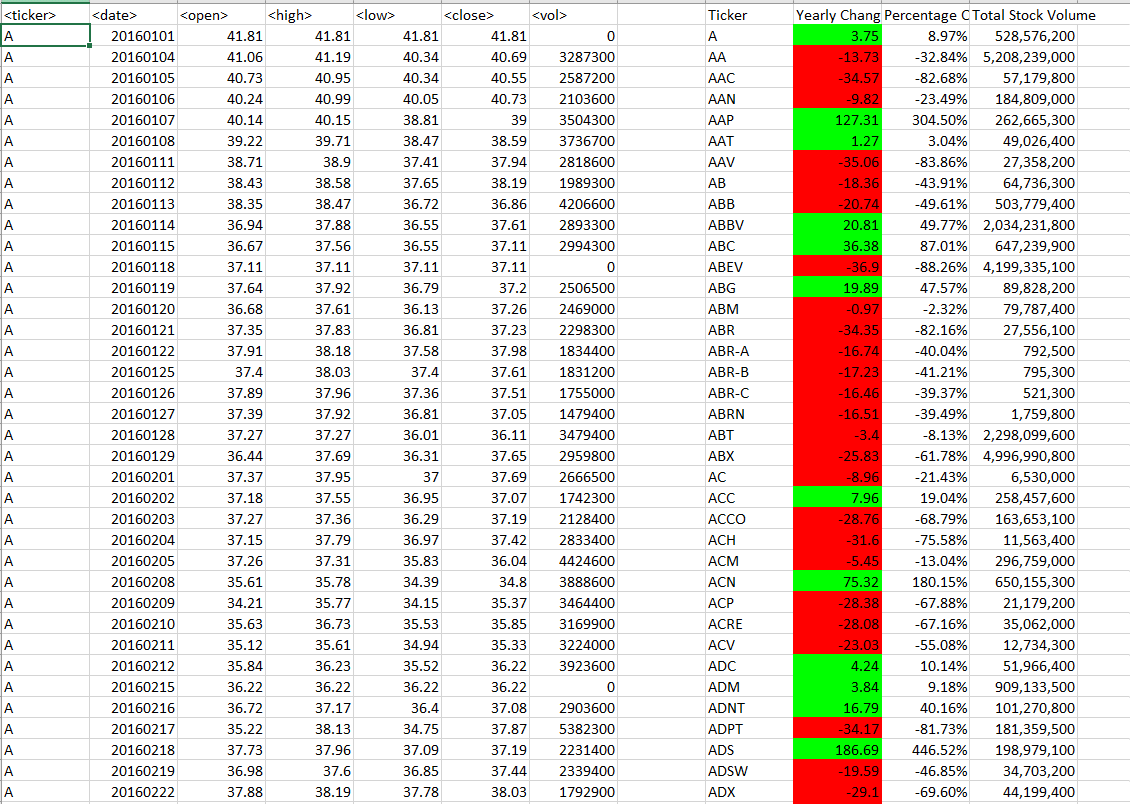 <ticker> <date> <open> <high> <low> <close> <vol> Ticker Yearly Chang Percentage C Total Stock Volume
A 20160101 41.81 41.81 41.81 41.81 0 A 3.75 8.97% 528,576,200
A 20160104 41.06 41.19 40.34 40.69 3287300 AA -13.73 -32.84% 5,208,239,000
A 20160105 40.73 40.95 40.34 40.55 2587200 AAC -34.57 -82.68% 57,179,800
A 20160106 40.24 40.99 40.05 40.73 2103600 AAN -9.82 -23.49% 184,809,000
A 20160107 40.14 40.15 38.81 39 3504300 AAP 127.31 304.50% 262,665,300
A 20160108 39.22 39.71 38.47 38.59 3736700 AAT 1.27 3.04% 49,026,400
A 20160111 38.71 38.9 37.41 37.94 2818600 AAV -35.06 -83.86% 27,358,200
A 20160112 38.43 38.58 37.65 38.19 1989300 AB -18.36 -43.91% 64,736,300
A 20160113 38.35 38.47 36.72 36.86 4206600 ABB -20.74 -49.61% 503,779,400
A 20160114 36.94 37.88 36.55 37.61 2893300 ABBV 20.81 49.77% 2,034,231,800
A 20160115 36.67 37.56 36.55 37.11 2994300 ABC 36.38 87.01% 647,239,900
A 20160118 37.11 37.11 37.11 37.11 0 ABEV -36.9 -88.26% 4,199,335,100
A 20160119 37.64 37.92 36.79 37.2 2506500 ABG 19.89 47.57% 89,828,200
A 20160120 36.68 37.61 36.13 37.26 2469000 ABM -0.97 -2.32% 79,787,400
A 20160121 37.35 37.83 36.81 37.23 2298300 ABR -34.35 -82.16% 27,556,100
A 20160122 37.91 38.18 37.58 37.98 1834400 ABR-A -16.74 -40.04% 792,500
A 20160125 37.4 38.03 37.4 37.61 1831200 ABR-B -17.23 -41.21% 795,300
A 20160126 37.89 37.96 37.36 37.51 1755000 ABR-C -16.46 -39.37% 521,300
A 20160127 37.39 37.92 36.81 37.05 1479400 ABRN -16.51 -39.49% 1,759,800
A 20160128 37.27 37.27 36.01 36.11 3479400 ABT -3.4 -8.13% 2,298,099,600
A 20160129 36.44 37.69 36.31 37.65 2959800 ABX -25.83 -61.78% 4,996,990,800
A 20160201 37.37 37.95 37 37.69 2666500 AC -8.96 -21.43% 6,530,000
A 20160202 37.18 37.55 36.95 37.07 1742300 ACC 7.96 19.04% 258,457,600
A 20160203 37.27 37.36 36.29 37.19 2128400 ACCO -28.76 -68.79% 163,653,100
A 20160204 37.15 37.79 36.97 37.42 2833400 ACH -31.6 -75.58% 11,563,400
A 20160205 37.26 37.31 35.83 36.04 4424600 ACM -5.45 -13.04% 296,759,000
A 20160208 35.61 35.78 34.39 34.8 3888600 ACN 75.32 180.15% 650,155,300
A 20160209 34.21 35.77 34.15 35.37 3464400 ACP -28.38 -67.88% 21,179,200
A 20160210 35.63 36.73 35.53 35.85 3169900 ACRE -28.08 -67.16% 35,062,000
A 20160211 35.12 35.61 34.94 35.33 3224000 ACV -23.03 -55.08% 12,734,300
A 20160212 35.84 36.23 35.52 36.22 3923600 ADC 4.24 10.14% 51,966,400
A 20160215 36.22 36.22 36.22 36.22 0 ADM 3.84 9.18% 909,133,500
A 20160216 36.72 37.17 36.4 37.08 2903600 ADNT 16.79 40.16% 101,270,800
A 20160217 35.22 38.13 34.75 37.87 5382300 ADPT -34.17 -81.73% 181,359,500
A 20160218 37.73 37.96 37.09 37.19 2231400 ADS 186.69 446.52% 198,979,100
A 20160219 36.98 37.6 36.85 37.44 2339400 ADSW -19.59 -46.85% 34,703,200
A 20160222 37.88 38.19 37.78 38.03 1792900 ADX -29.1 -69.60% 44,199,400